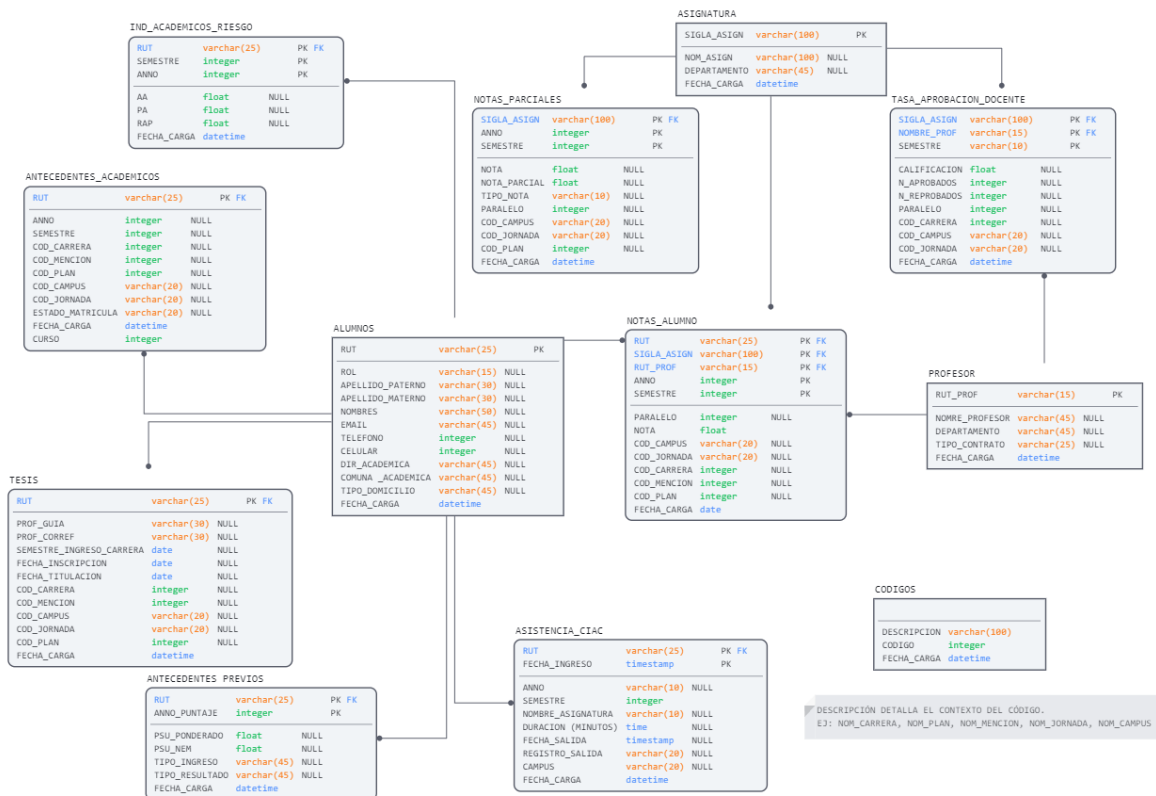 IND_ACADEMICOS_RIESGO
RUT varchar(25) PK FK
SEMESTRE integer PK
ANNO integer PK
AA float NULL
PA float NULL
RAP float NULL
FECHA_CARGA datetime
ASIGNATURA
SIGLA_ASIGN varchar(100) PK
NOM_ASIGN varchar(100) NULL
DEPARTAMENTO varchar(45) NULL
FECHA_CARGA datetime
NOTAS_PARCIALES
SIGLA_ASIGN varchar(100) PK FK
ANNO integer PK
SEMESTRE integer PK
NOTA float NULL
NOTA_PARCIAL float NULL
TIPO_NOTA varchar(10) NULL
PARALELO integer NULL
COD_CAMPUS varchar(20) NULL
COD_JORNADA varchar(20) NULL
COD_PLAN integer NULL
FECHA_CARGA datetime
TASA_APROBACION_DOCENTE
SIGLA_ASIGN varchar(100) PK FK
NOMBRE_PROF varchar(15) PK FK
SEMESTRE varchar(10) PK
CALIFICACION float NULL
N_APROBADOS integer NULL
N_REPROBADOS integer NULL
PARALELO integer NULL
COD_CARRERA integer NULL
COD_CAMPUS varchar(20) NULL
COD_JORNADA varchar(20) NULL
FECHA_CARGA datetime
ANTECEDENTES_ACADEMICOS
RUT varchar(25) PK FK
ANNO integer NULL
SEMESTRE integer NULL
COD_CARRERA integer NULL
COD_MENCION integer NULL
COD_PLAN integer NULL
COD_CAMPUS varchar(20) NULL
COD_JORNADA varchar(20) NULL
ESTADO_MATRICULA varchar(20) NULL
FECHA_CARGA datetime
CURSO integer
ALUMNOS
RUT varchar(25) PK
ROL varchar(15) NULL
APELLIDO_PATERNO varchar(30) NULL
APELLIDO_MATERNO varchar(30) NULL
NOMBRES varchar(50) NULL
EMAIL varchar(45) NULL
TELEFONO integer NULL
CELULAR integer NULL
DIR_ACADEMICA varchar(45) NULL
COMUNA _ACADEMICA varchar(45) NULL
TIPO_DOMICILIO varchar(45) NULL
FECHA_CARGA datetime
NOTAS_ALUMNO
RUT varchar(25) PK FK
SIGLA_ASIGN varchar(100) PK FK
RUT_PROF varchar(15) PK FK
ANNO integer PK
SEMESTRE integer PK
PARALELO integer NULL
NOTA float
COD_CAMPUS varchar(20) NULL
COD_JORNADA varchar(20) NULL
COD_CARRERA integer NULL
COD_MENCION integer NULL
COD_PLAN integer NULL
FECHA_CARGA date
PROFESOR
RUT_PROF varchar(15) PK
NOMRE_PROFESOR varchar(45) NULL
DEPARTAMENTO varchar(45) NULL
TIPO_CONTRATO varchar(25) NULL
FECHA_CARGA datetime
TESIS
RUT varchar(25) PK FK
PROF_GUIA varchar(30) NULL
PROF_CORREF varchar(30) NULL
SEMESTRE_INGRESO_CARRERA date NULL
FECHA_INSCRIPCION date NULL
FECHA_TITULACION date NULL
COD_CARRERA integer NULL
COD_MENCION integer NULL
COD_CAMPUS varchar(20) NULL
COD_JORNADA varchar(20) NULL
COD_PLAN integer NULL
FECHA_CARGA datetime
CODIGOS
DESCRIPCION varchar(100)
CODIGO integer
FECHA_CARGA datetime
ASISTENCIA_CIAC
RUT varchar(25) PK FK
FECHA_INGRESO timestamp PK
ANNO varchar(10) NULL
SEMESTRE integer
NOMBRE_ASIGNATURA varchar(10) NULL
DURACION (MINUTOS) time NULL
FECHA_SALIDA timestamp NULL
REGISTRO_SALIDA varchar(20) NULL
CAMPUS varchar(20) NULL
FECHA_CARGA datetime
ANTECEDENTES PREVIOS
RUT varchar(25) PK FK
ANNO_PUNTAJE integer PK
PSU_PONDERADO float NULL
PSU_NEM float NULL
TIPO_INGRESO varchar(45) NULL
TIPO_RESULTADO varchar(45) NULL
FECHA_CARGA datetime
DESCRIPCIÓN DETALLA EL CONTEXTO DEL CÓDIGO.
EJ: NOM_CARRERA, NOM_PLAN, NOM_MENCION, NOM_JORNADA, NOM_CAMPUS